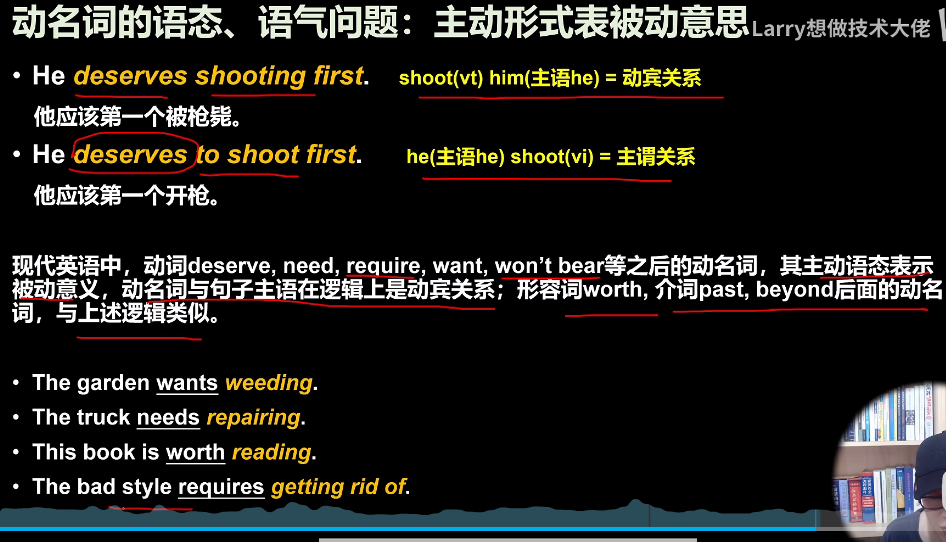 动名词的语态、语气问题：主动形式表被动意思
Larry想做技术大佬
• He deserves shooting first. shoot(vt) him(主语he) = 动宾关系
他应该第一个被枪毙。
• He deserves to shoot first. he(主语he) shoot(vi) = 主谓关系
他应该第一个开枪。
现代英语中，动词deserve, need, require, want, won't bear等之后的动名词，其主动语态表示
被动意义，动名词与句子主语在逻辑上是动宾关系；形容词worth, 介词past, beyond后面的动名
词，与上述逻辑类似。
• The garden wants weeding.
• The truck needs repairing.
• This book is worth reading.
• The bad style requires getting rid of.